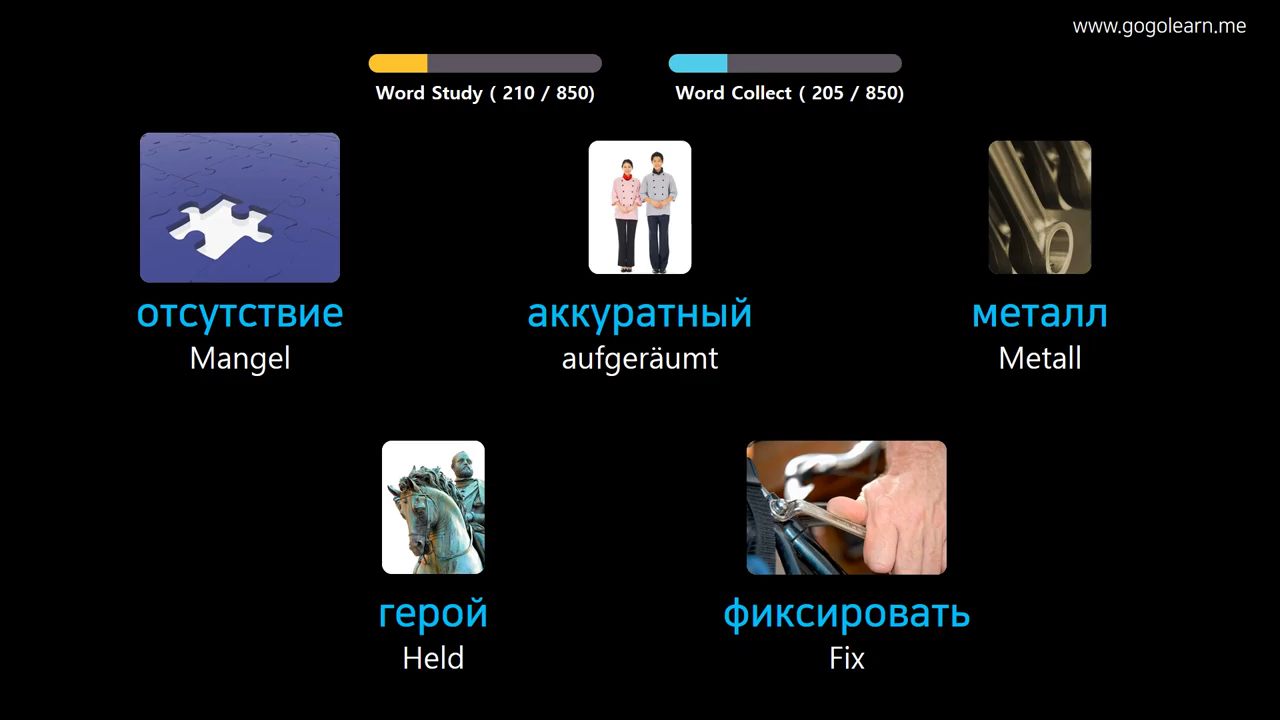 www.gogolearn.me
Word Study ( 210 / 850)
Word Collect ( 205 / 850)
отсутствие
Mangel
аккуратный
aufgeräumt
металл
Metall
герой
Held
фиксировать
Fix